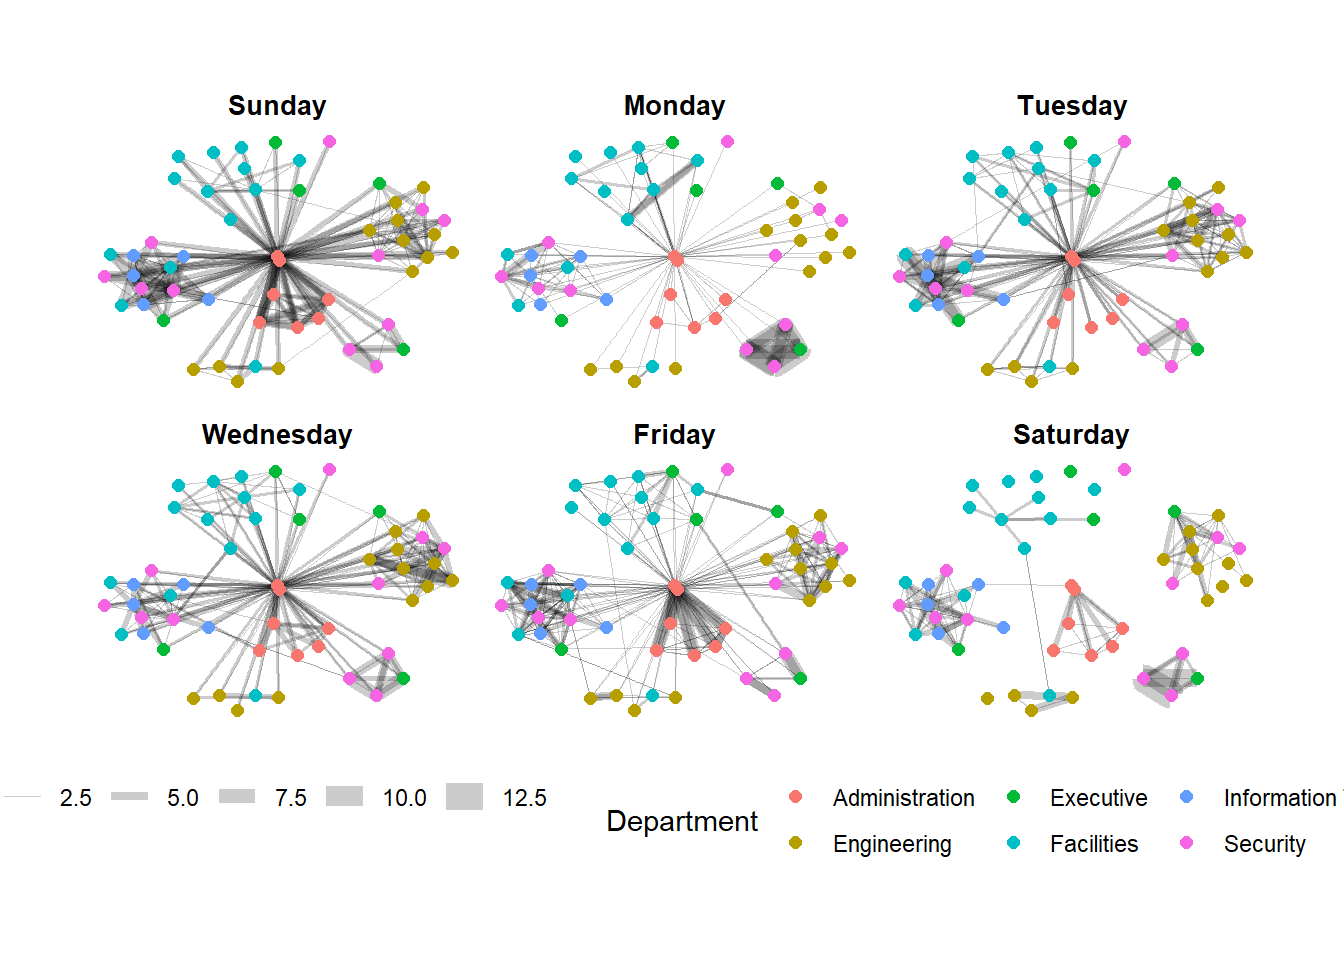 Sunday Monday Tuesday
Wednesday Friday Saturday
2.5 5.0 7.5 10.0 12.5
Department
Administration Executive Information
Engineering Facilities Security